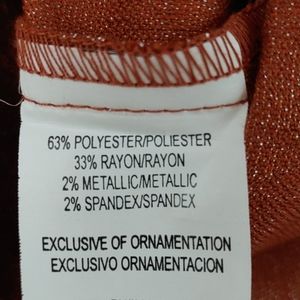 63% POLYESTER/POLIESTER
33% RAYON/RAYON
2% METALLIC/METALLIC
2% SPANDEX/SPANDEX
EXCLUSIVE OF ORNAMENTATION
EXCLUSIVO ORNAMENTACION